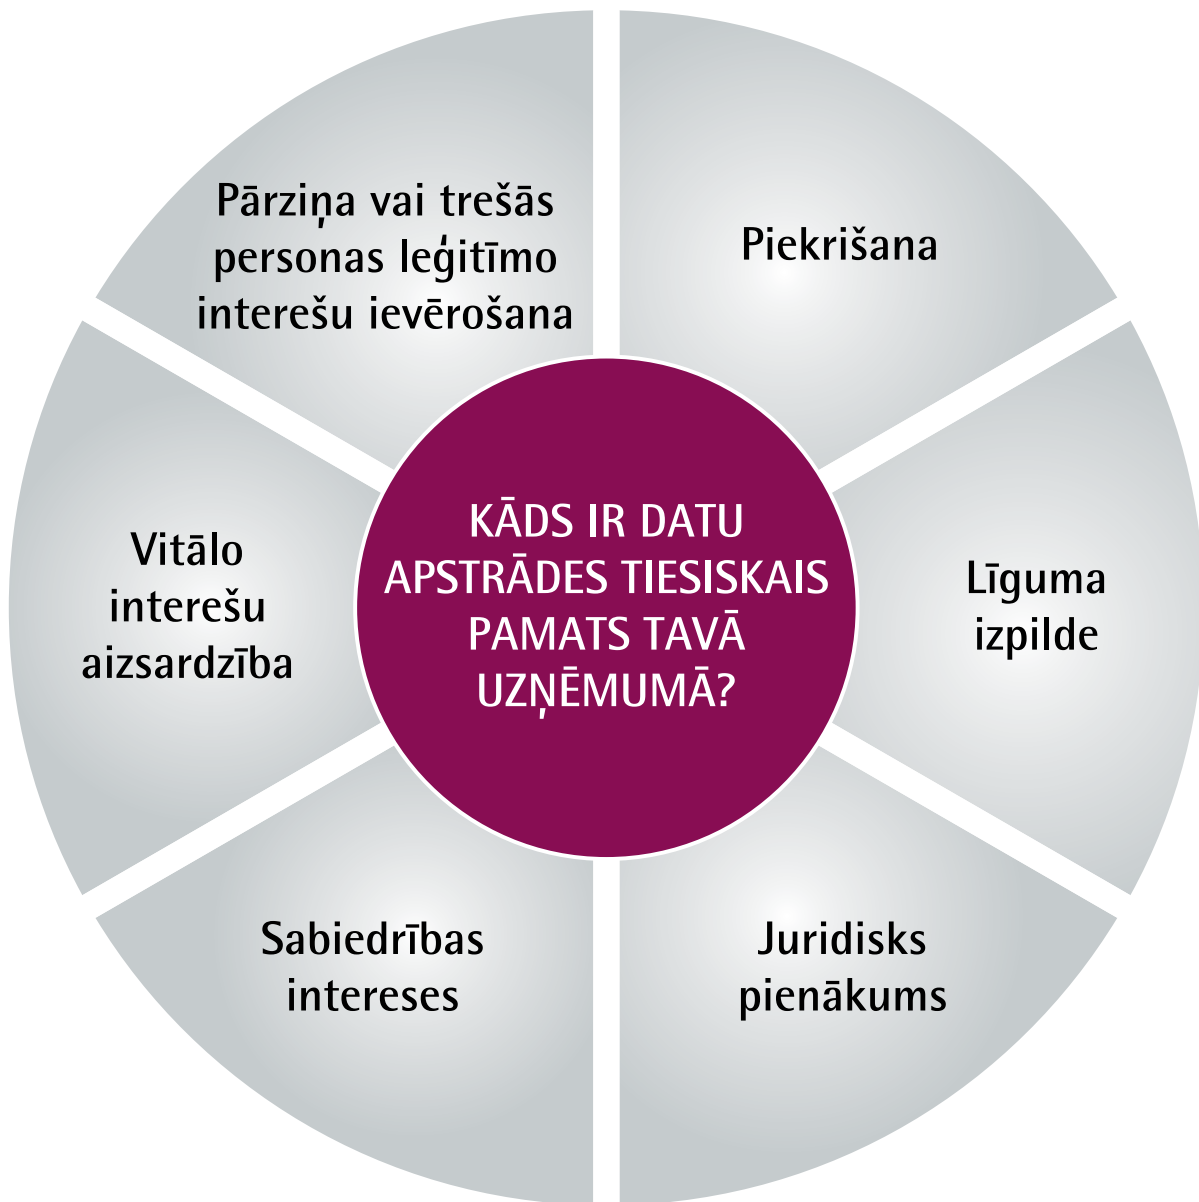 KĀDS IR DATU
APSTRĀDES TIESISKAIS
PAMATS TAVĀ
UZŅĒMUMĀ?
Piekrišana
Līguma
izpilde
Juridisks
pienākums
Sabiedrības
intereses
Vitālo
interešu
aizsardzība
Pārziņa vai trešās
personas leģitīmo
interešu ievērošana